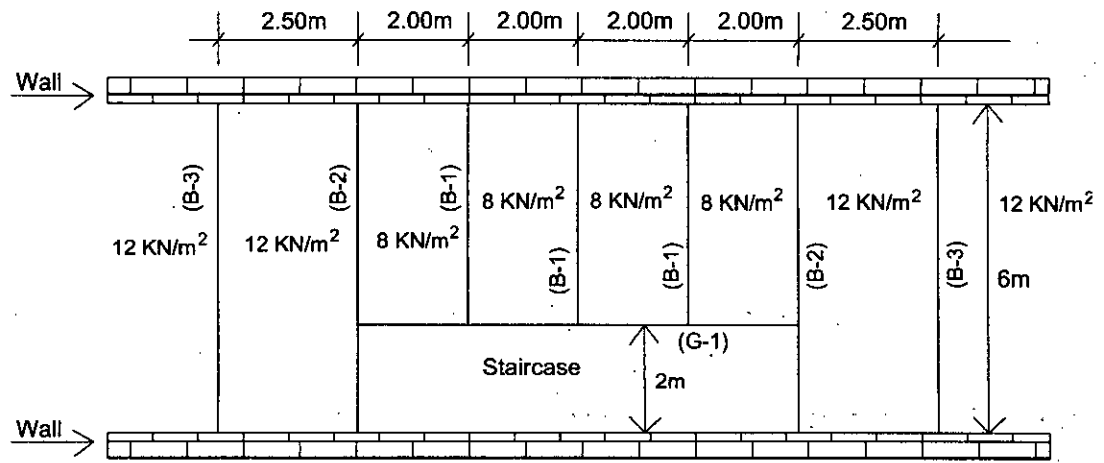 2.50m 2.00m 2.00m 2.00m 2.00m 2.50m
Wall
(B-3) (B-2) (B-1) 8 KN/m² 8 KN/m² 8 KN/m² 12 KN/m² 12 KN/m²
12 KN/m² 12 KN/m² 8 KN/m²
(B-1) (B-1) (B-2) (B-3) 6m
(G-1)
Staircase 2m
Wall